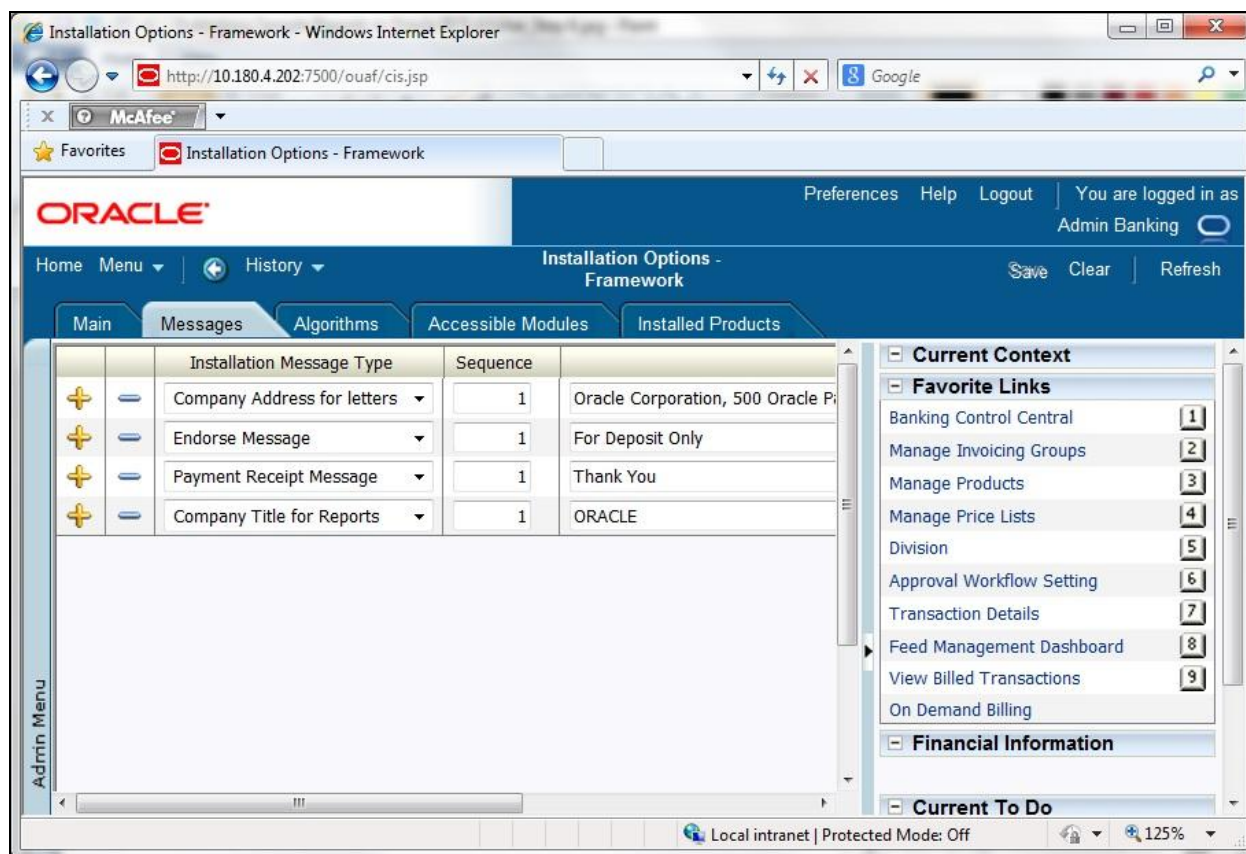 Installation Options - Framework - Windows Internet Explorer
http://10.180.4.202:7500/ouaf/cis.jsp
Google
McAfee
Favorites
Installation Options - Framework
ORACLE
Preferences Help Logout You are logged in as
Admin Banking
Home Menu History
Installation Options -
Framework
Save Clear Refresh
Main Messages Algorithms Accessible Modules Installed Products
Installation Message Type Sequence
Company Address for letters 1 Oracle Corporation, 500 Oracle
Endorse Message 1 For Deposit Only
Payment Receipt Message 1 Thank You
Company Title for Reports 1 ORACLE
Admin Menu
Current Context
Favorite Links
Banking Control Central 1
Manage Invoicing Groups 2
Manage Products 3
Manage Price Lists 4
Division 5
Approval Workflow Setting 6
Transaction Details 7
Feed Management Dashboard 8
View Billed Transactions 9
On Demand Billing
Financial Information
Current To Do
Local intranet | Protected Mode: Off
125%